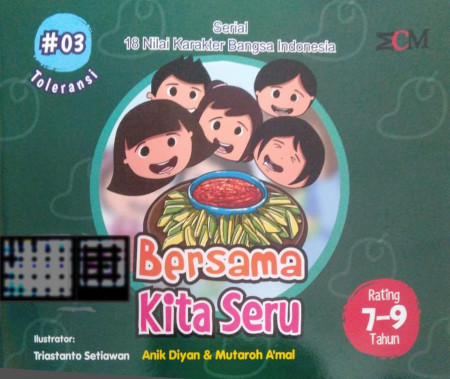 Serial
18 Nilai Karakter Bangsa Indonesia
#03
Toleransi
MCM
Bersama
Kita Seru
Rating
7-9
Tahun
Ilustrator:
Triastanto Setiawan
Anik Diyan & Mutaroh A'mal